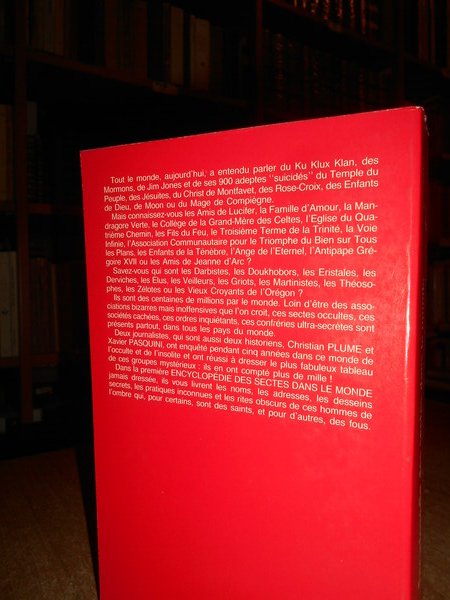 Tout le monde, aujourd'hui, a entendu parler du Ku Klux Klan, des
Mormons, de Jim Jones et de ses 900 adeptes "suicidés" du Temple du
Peuple, des Jésuites, du Christ de Montfavet, des Rose-Croix, des Enfants
de Dieu, de Moon ou du Mage de Compiègne.
Mais connaissez-vous les Amis de Lucifer, la Famille d'Amour, la Man-
dragore Verte, le Collège de la Grand-Mère des Celtes, l'Eglise du Qua-
trième Chemin, les Fils du Feu, le Troisième Terme de la Trinité, la Voie
Infinie, l'Association Communautaire pour le Triomphe du Bien sur Tous
les Plans, les Enfants de la Ténèbre, l'Ange de l'Eternel, l'Antipape Gré-
goire XVII ou les Amis de Jeanne d'Arc ?
Savez-vous qui sont les Darbistes, les Doukhobors, les Eristales, les
Derviches, les Elus, les Veilleurs, les Griots, les Martinistes, les Théoso-
phes, les Zélotes ou les Vieux Croyants de l'Orégon ?
Ils sont des centaines de millions par le monde. Loin d'être des asso-
ciations bizarres mais inoffensives que l'on croit, ces sectes occultes, ces
sociétés cachées, ces ordres inquiétants, ces confréries ultra-secrètes sont
présents partout, dans tous les pays du monde.
Deux journalistes, qui sont aussi deux historiens, Christian PLUME et
Xavier PASQUINI, ont enquêté pendant cinq années dans ce monde de
l'occulte et de l'insolite et ont réussi à dresser le plus fabuleux tableau
de ces groupes mystérieux : ils en ont compté plus de mille !
Dans la première ENCYCLOPÉDIE DES SECTES DANS LE MONDE
jamais dressée, ils vous livrent les noms, les adresses, les desseins
secrets, les pratiques inconnues et les rites obscurs de ces hommes de
l'ombre qui, pour certains, sont des saints, et pour d'autres, des fous.